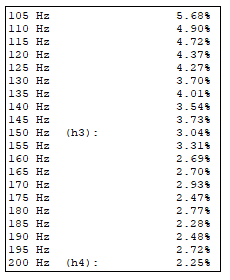 105 Hz 5.68%
110 Hz 4.90%
115 Hz 4.72%
120 Hz 4.37%
125 Hz 4.27%
130 Hz 3.70%
135 Hz 4.01%
140 Hz 3.54%
145 Hz 3.73%
150 Hz (h3): 3.04%
155 Hz 3.31%
160 Hz 2.69%
165 Hz 2.70%
170 Hz 2.93%
175 Hz 2.47%
180 Hz 2.77%
185 Hz 2.28%
190 Hz 2.48%
195 Hz 2.72%
200 Hz (h4): 2.25%